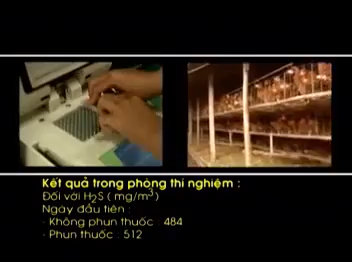 Kết quả trong phòng thí nghiệm :
Đối với H2S ( mg/m3)
Ngày đầu tiên :
· Không phun thuốc : 484
· Phun thuốc : 512